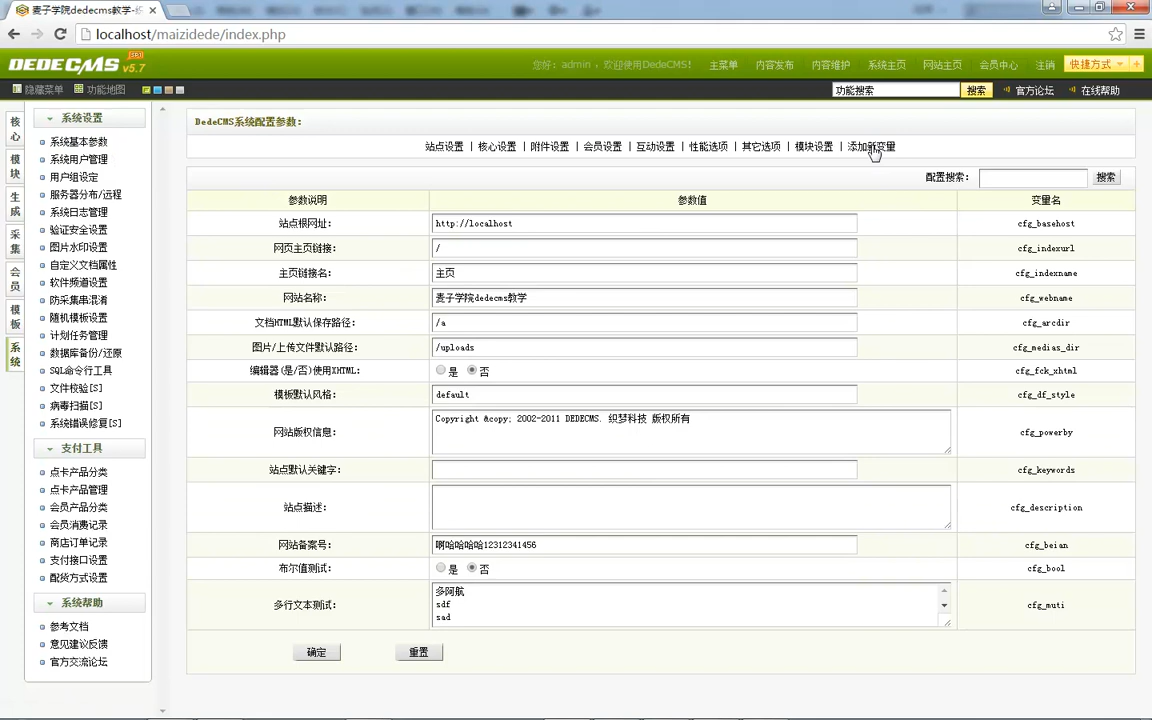 麦子学院dedecms教学-织
localhost/maizidede/index.php
DEDECMS v5.7 SP1
您好: admin ，欢迎使用DedeCMS! 主菜单 内容发布 内容维护 系统主页 网站主页 会员中心 注销 快捷方式
隐藏菜单 功能地图 功能搜索 搜索 官方论坛 在线帮助
核心
模块
生成
采集
会员
模板
系统
系统设置
系统基本参数
系统用户管理
用户组设定
服务器分布/远程
系统日志管理
验证安全设置
图片水印设置
自定义文档属性
软件频道设置
防采集串混淆
随机模板设置
计划任务管理
数据库备份/还原
SQL命令行工具
文件校验[S]
病毒扫描[S]
系统错误修复[S]
支付工具
点卡产品分类
点卡产品管理
会员产品分类
会员消费记录
商店订单记录
支付接口设置
配货方式设置
系统帮助
参考文档
意见建议反馈
官方交流论坛
DedeCMS系统配置参数:
站点设置 | 核心设置 | 附件设置 | 会员设置 | 互动设置 | 性能选项 | 其它选项 | 模块设置 | 添加新变量
配置搜索: 搜索
参数说明 参数值 变量名
站点根网址: http://localhost cfg_basehost
网页主页链接: / cfg_indexurl
主页链接名: 主页 cfg_indexname
网站名称: 麦子学院dedecms教学 cfg_webname
文档HTML默认保存路径: /a cfg_arcdir
图片/上传文件默认路径: /uploads cfg_medias_dir
编辑器(是/否)使用XHTML: 是 否 cfg_fck_xhtml
模板默认风格: default cfg_df_style
网站版权信息: Copyright &copy; 2002-2011 DEDECMS. 织梦科技 版权所有 cfg_powerby
站点默认关键字: cfg_keywords
站点描述: cfg_description
网站备案号: 啊哈哈哈哈12312341456 cfg_beian
布尔值测试: 是 否 cfg_bool
多行文本测试: 多阿航 cfg_muti
sdf
sad
确定 重置